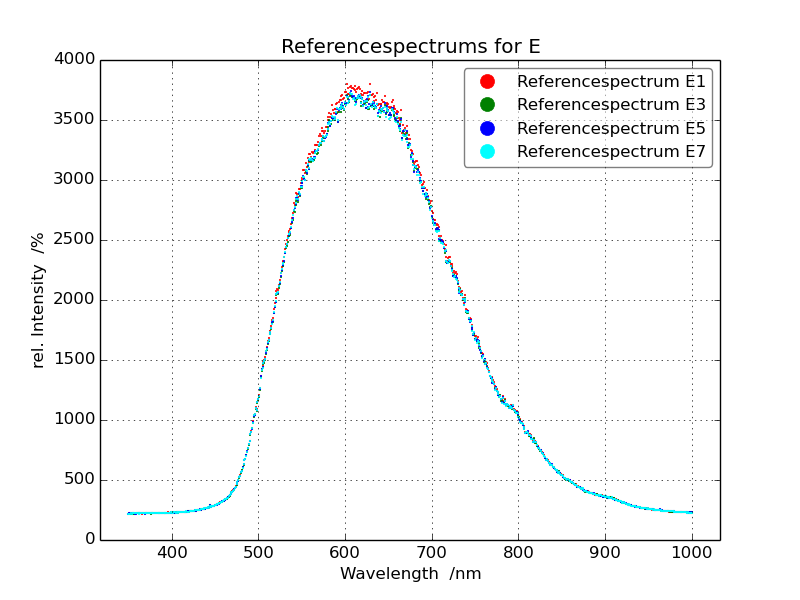 Referencespectrums for E
4000
3500
3000
2500
2000
1500
1000
500
0
rel. Intensity /%
Referencespectrum E1
Referencespectrum E3
Referencespectrum E5
Referencespectrum E7
400 500 600 700 800 900 1000
Wavelength /nm